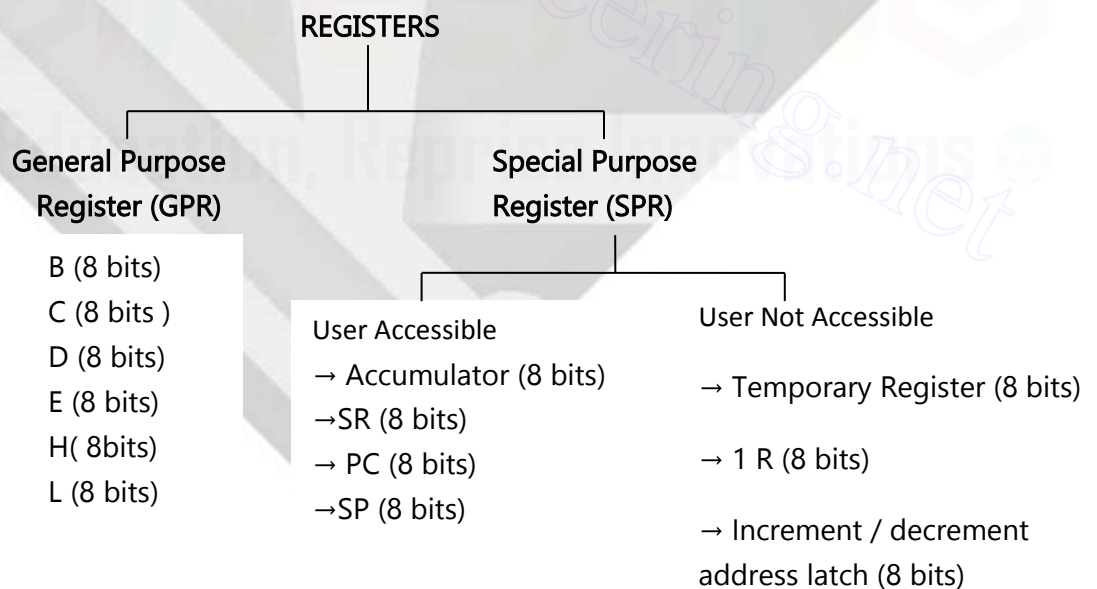 REGISTERS
General Purpose
Register (GPR)
B (8 bits)
C (8 bits )
D (8 bits)
E (8 bits)
H( 8bits)
L (8 bits)
Special Purpose
Register (SPR)
User Accessible
→ Accumulator (8 bits)
→SR (8 bits)
→ PC (8 bits)
→SP (8 bits)
User Not Accessible
→ Temporary Register (8 bits)
→ 1 R (8 bits)
→ Increment / decrement
address latch (8 bits)
ering.net